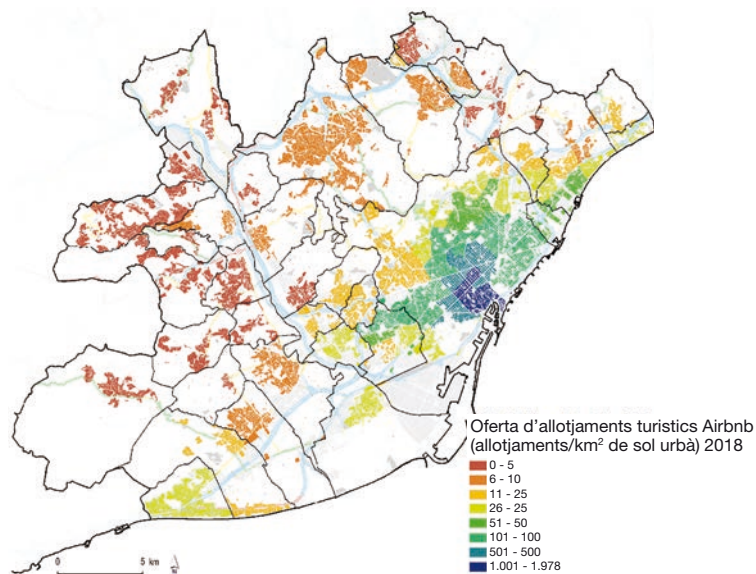 Oferta d'allotjaments turistics Airbnb
(allotjaments/km² de sol urbà) 2018
0 - 5
6 - 10
11 - 25
26 - 25
51 - 50
101 - 100
501 - 500
1.001 - 1.978
0 5 km